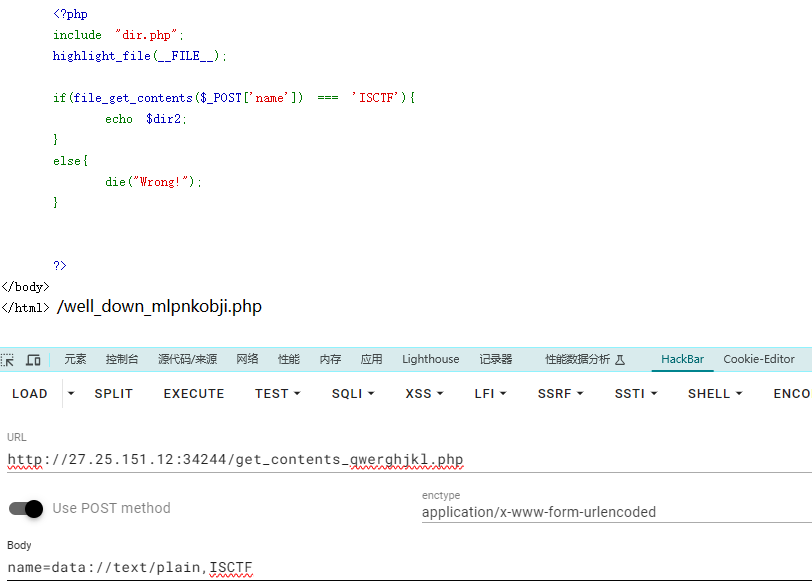 <?php
include "dir.php";
highlight_file(__FILE__);
if(file_get_contents($_POST['name']) === 'ISCTF'){
echo $dir2;
}
else{
die("Wrong!");
}
?>
</body>
</html> /well_down_mlpnkobji.php
元素 控制台 源代码/来源 网络 性能 内存 应用 Lighthouse 记录器 性能数据分析 HackBar Cookie-Editor
LOAD SPLIT EXECUTE TEST SQLI XSS LFI SSRF SSTI SHELL ENCO
URL
http://27.25.151.12:34244/get_contents_qwerghjkl.php
Use POST method
enctype
application/x-www-form-urlencoded
Body
name=data://text/plain,ISCTF